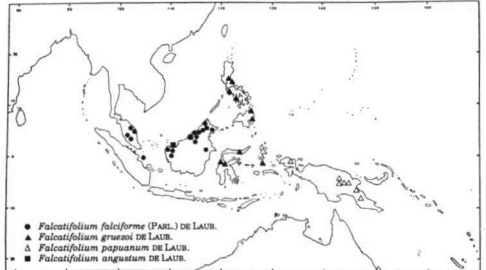 ● Falcatifolium falciforme (PARL.) DE LAUB.
▲ Falcatifolium gruezoi DE LAUB.
△ Falcatifolium papuanum DE LAUB.
■ Falcatifolium angustum DE LAUB.